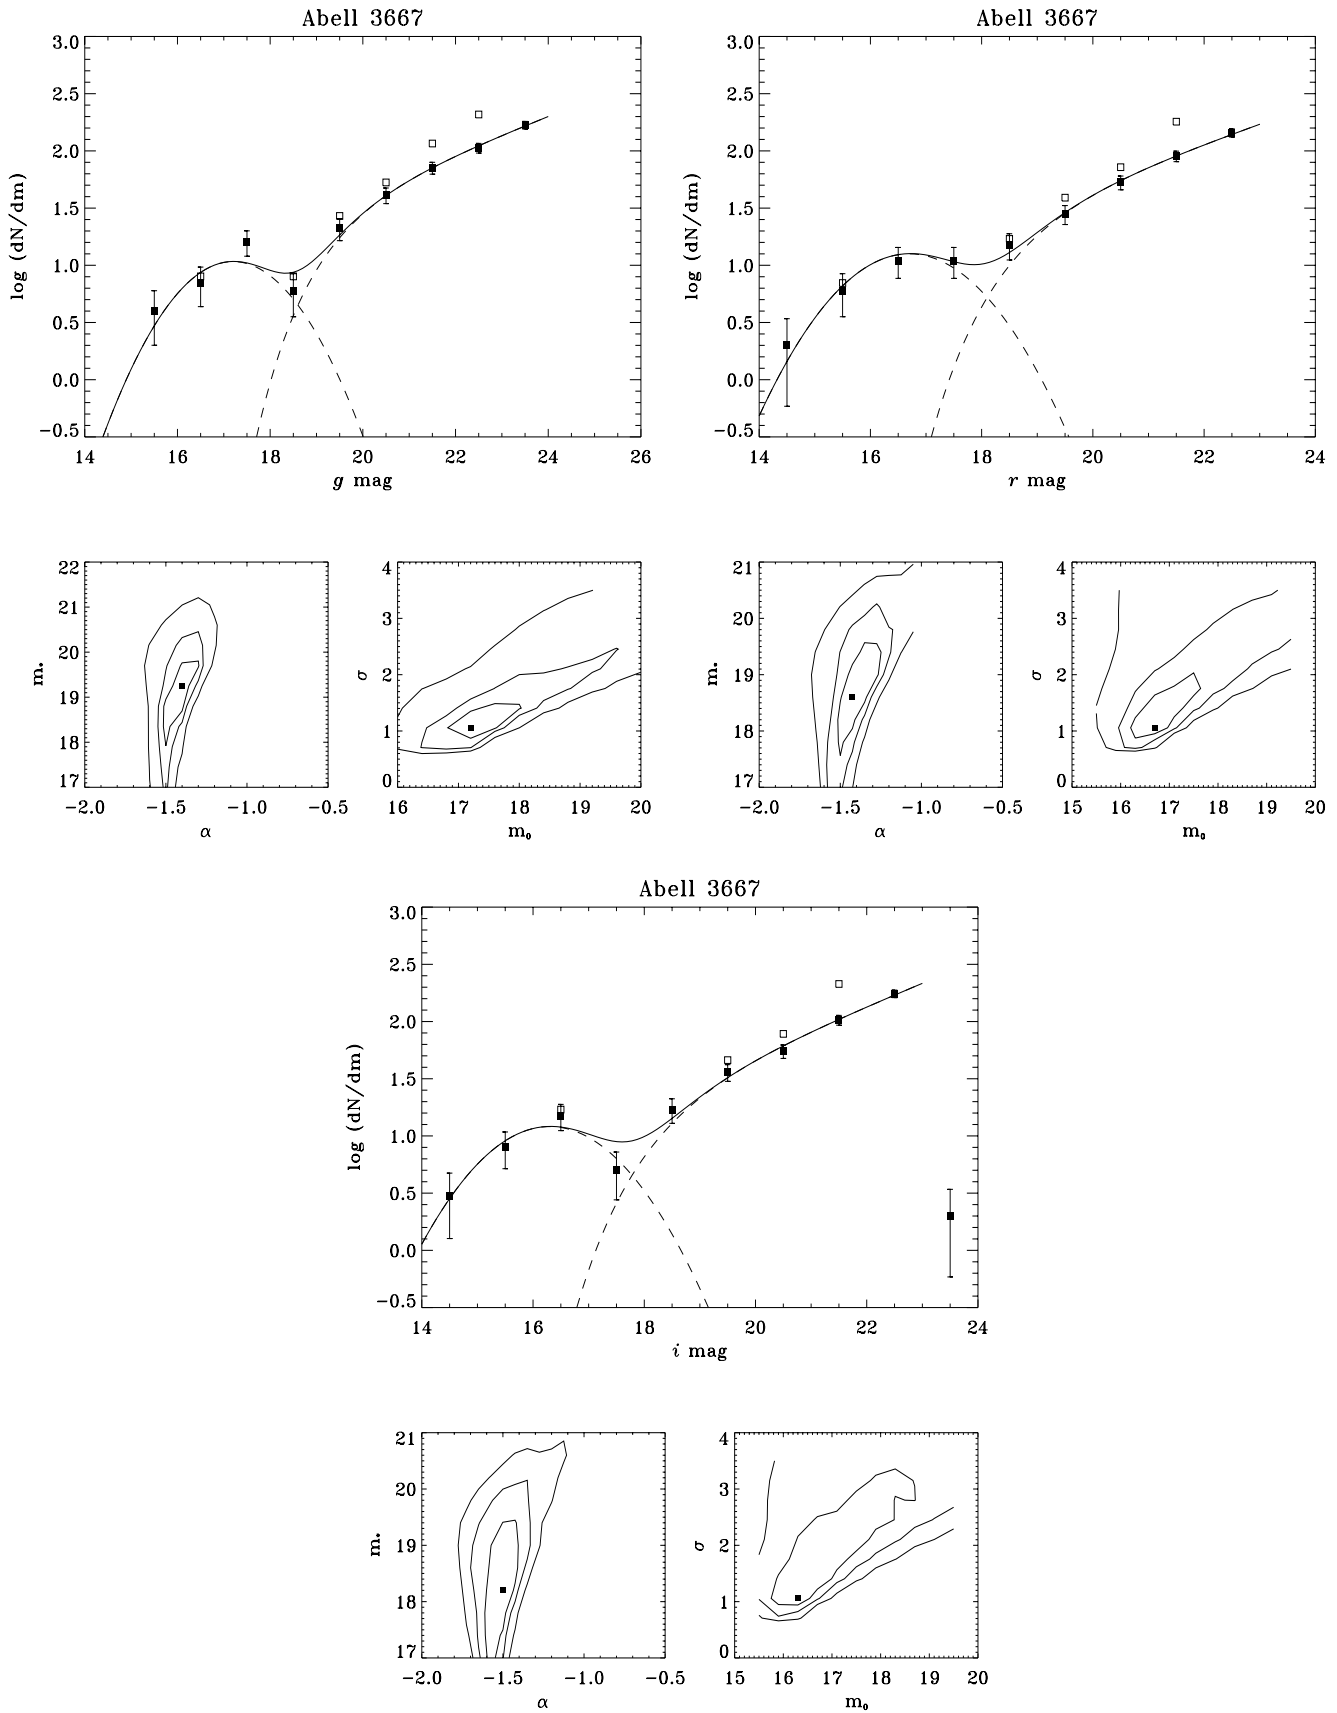 Abell 3667
3.0
2.5
2.0
1.5
1.0
0.5
0.0
−0.5
log (dN/dm)
14 16 18 20 22 24 26
g mag
Abell 3667
3.0
2.5
2.0
1.5
1.0
0.5
0.0
−0.5
log (dN/dm)
14 16 18 20 22 24
r mag
22
21
20
19
18
17
m*
−2.0 −1.5 −1.0 −0.5
α
4
3
2
1
0
σ
16 17 18 19 20
m₀
21
20
19
18
17
m*
−2.0 −1.5 −1.0 −0.5
α
4
3
2
1
0
σ
15 16 17 18 19 20
m₀
Abell 3667
3.0
2.5
2.0
1.5
1.0
0.5
0.0
−0.5
log (dN/dm)
14 16 18 20 22 24
i mag
21
20
19
18
17
m*
−2.0 −1.5 −1.0 −0.5
α
4
3
2
1
0
σ
15 16 17 18 19 20
m₀